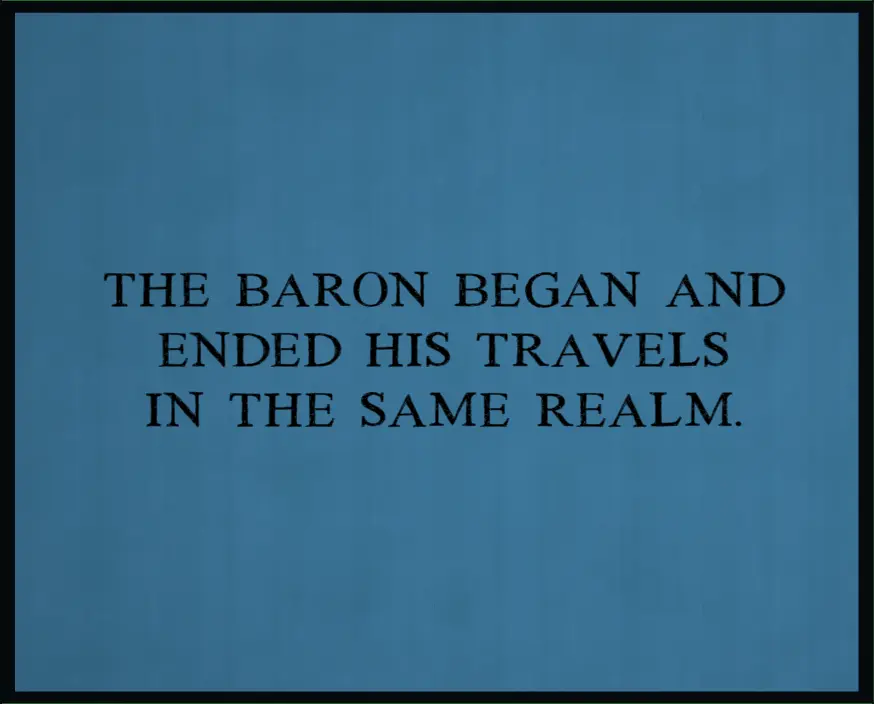 THE BARON BEGAN AND
ENDED HIS TRAVELS
IN THE SAME REALM.